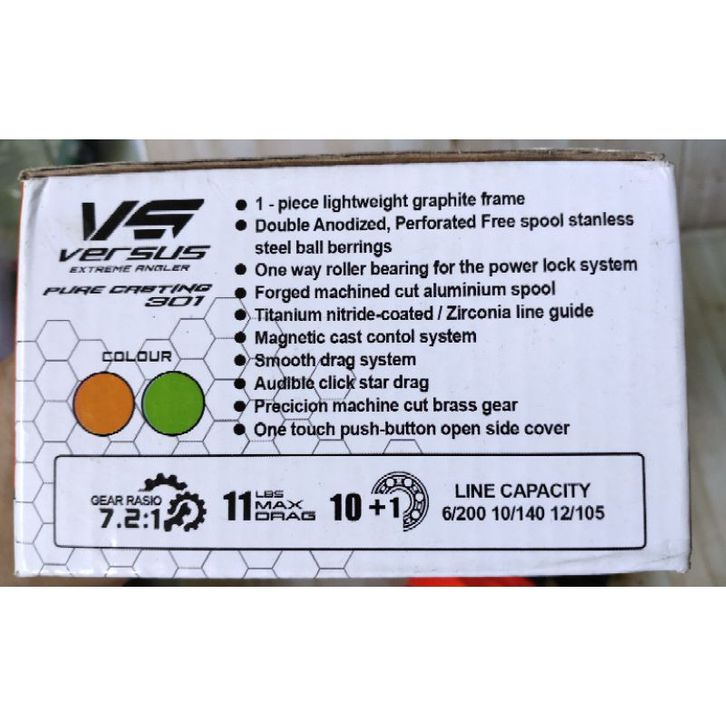 VS
versus
EXTREME ANGLER
PURE CASTING
301
COLOUR
1 - piece lightweight graphite frame
Double Anodized, Perforated Free spool stanless
steel ball berrings
One way roller bearing for the power lock system
Forged machined cut aluminium spool
Titanium nitride-coated / Zirconia line guide
Magnetic cast contol system
Smooth drag system
Audible click star drag
Precicion machine cut brass gear
One touch push-button open side cover
GEAR RASIO
7.2:1
11 LBS
MAX
DRAG
10 +1
LINE CAPACITY
6/200 10/140 12/105